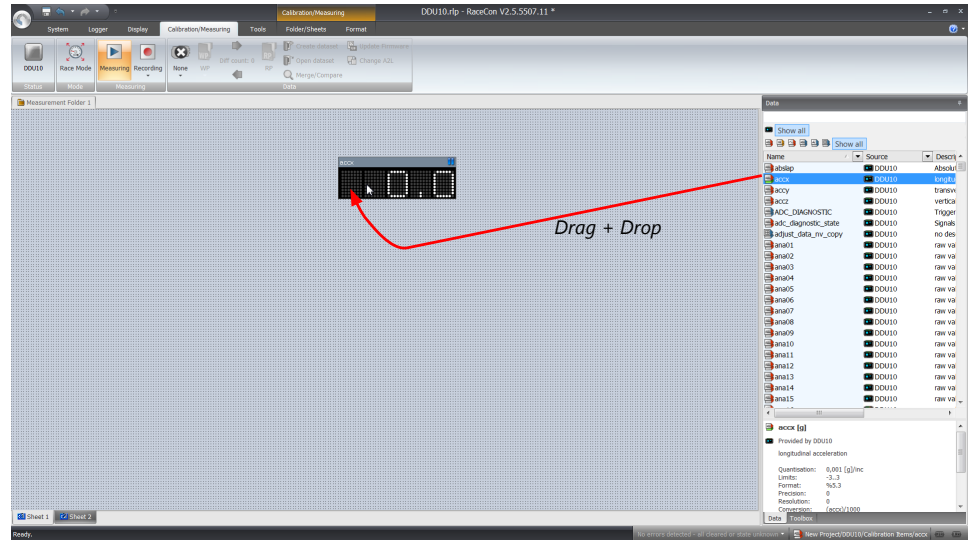 Calibration/Measuring
DDU10.rlp - RaceCon V2.5.5507.11 *
System Logger Display Calibration/Measuring Tools Folder/Sheets Format
DDU10 Race Mode Measuring Recording None WP Diff count: 0 RP
Create dataset Update Firmware
Open dataset Change A2L
Merge/Compare
Status Mode Measuring Data
Measurement Folder 1
Data
Show all
Show all
Name Source Descri
abslap DDU10 Absolu
accx DDU10 longitu
accy DDU10 transve
accz DDU10 vertica
ADC_DIAGNOSTIC DDU10 Trigger
adc_diagnostic_state DDU10 Signals
adjust_data_nv_copy DDU10 no des
ana01 DDU10 raw va
ana02 DDU10 raw va
ana03 DDU10 raw va
ana04 DDU10 raw va
ana05 DDU10 raw va
ana06 DDU10 raw va
ana07 DDU10 raw va
ana08 DDU10 raw va
ana09 DDU10 raw va
ana10 DDU10 raw va
ana11 DDU10 raw va
ana12 DDU10 raw va
ana13 DDU10 raw va
ana14 DDU10 raw va
ana15 DDU10 raw va
accx
0.0
Drag + Drop
accx [g]
Provided by DDU10
longitudinal acceleration
Quantisation: 0,001 [g]/inc
Limits: -3..3
Format: %5.3
Precision: 0
Resolution: 0
Conversion: (accx)/1000
Sheet 1 Sheet 2
Data Toolbox
Ready.
No errors detected - all cleared or state unknown
New Project/DDU10/Calibration Items/accx